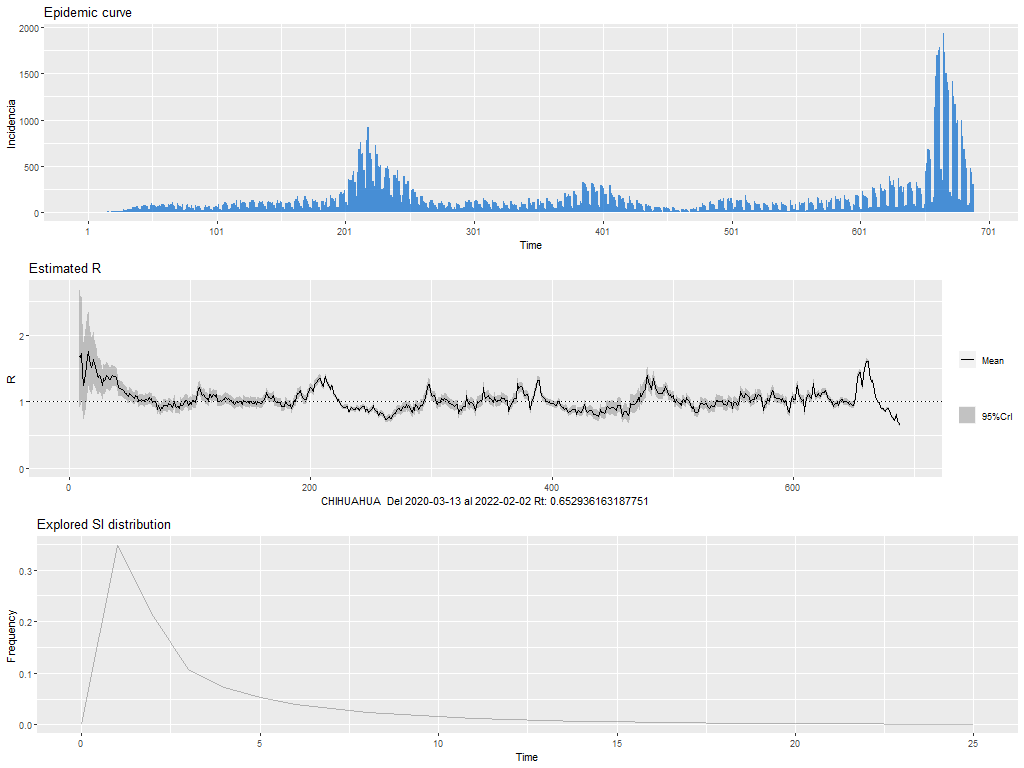 Epidemic curve
Incidencia
2000
1500
1000
500
0
1 101 201 301 401 501 601 701
Time
Estimated R
R
2
1
0
Mean
95%CrI
0 200 400 600
CHIHUAHUA Del 2020-03-13 al 2022-02-02 Rt: 0.652936163187751
Explored SI distribution
Frequency
0.3
0.2
0.1
0.0
0 5 10 15 20 25
Time